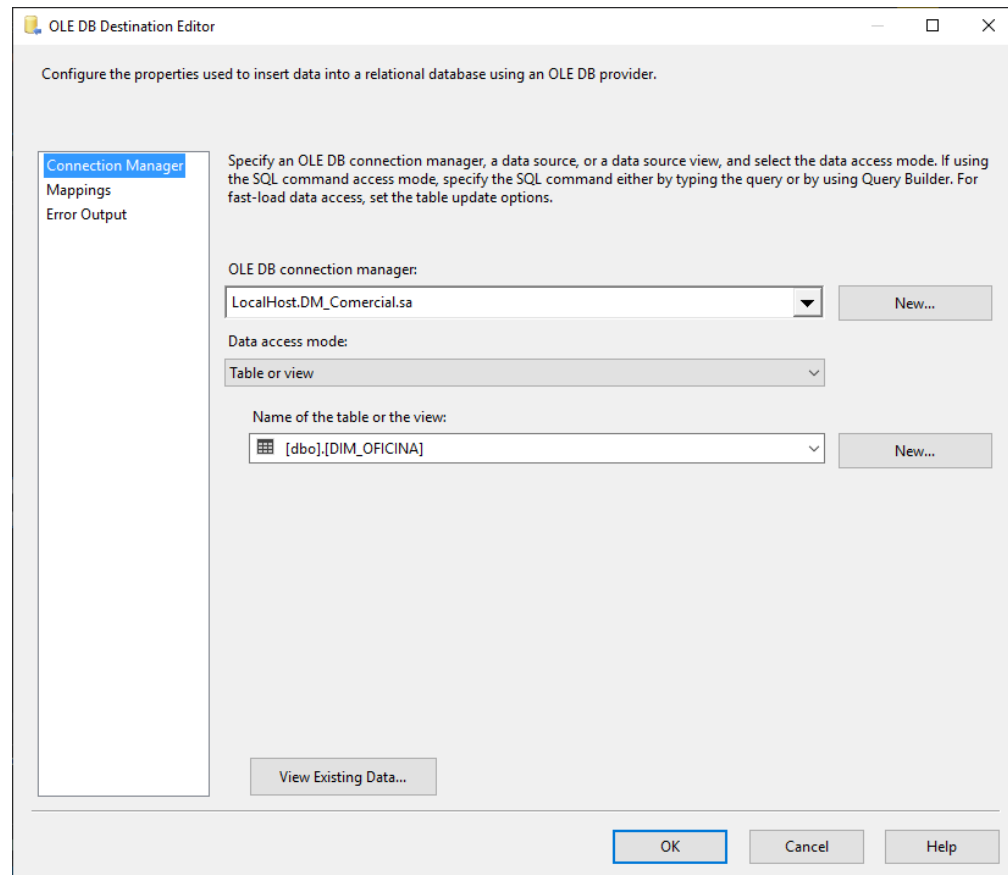 OLE DB Destination Editor
Configure the properties used to insert data into a relational database using an OLE DB provider.
Connection Manager
Mappings
Error Output
Specify an OLE DB connection manager, a data source, or a data source view, and select the data access mode. If using
the SQL command access mode, specify the SQL command either by typing the query or by using Query Builder. For
fast-load data access, set the table update options.
OLE DB connection manager:
LocalHost.DM_Comercial.sa
New...
Data access mode:
Table or view
Name of the table or the view:
[dbo].[DIM_OFICINA]
New...
View Existing Data...
OK
Cancel
Help